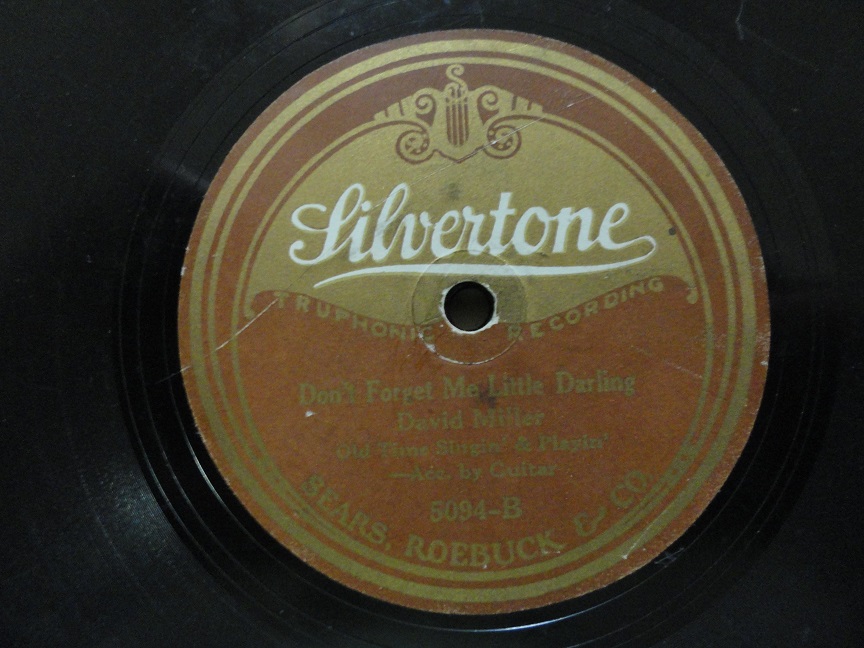 Silvertone
TRUPHONIC RECORDING
Don't Forget Me Little Darling
David Miller
Old Time Singin' & Playin'
—Acc. by Guitar
5094-B
SEARS, ROEBUCK & CO.